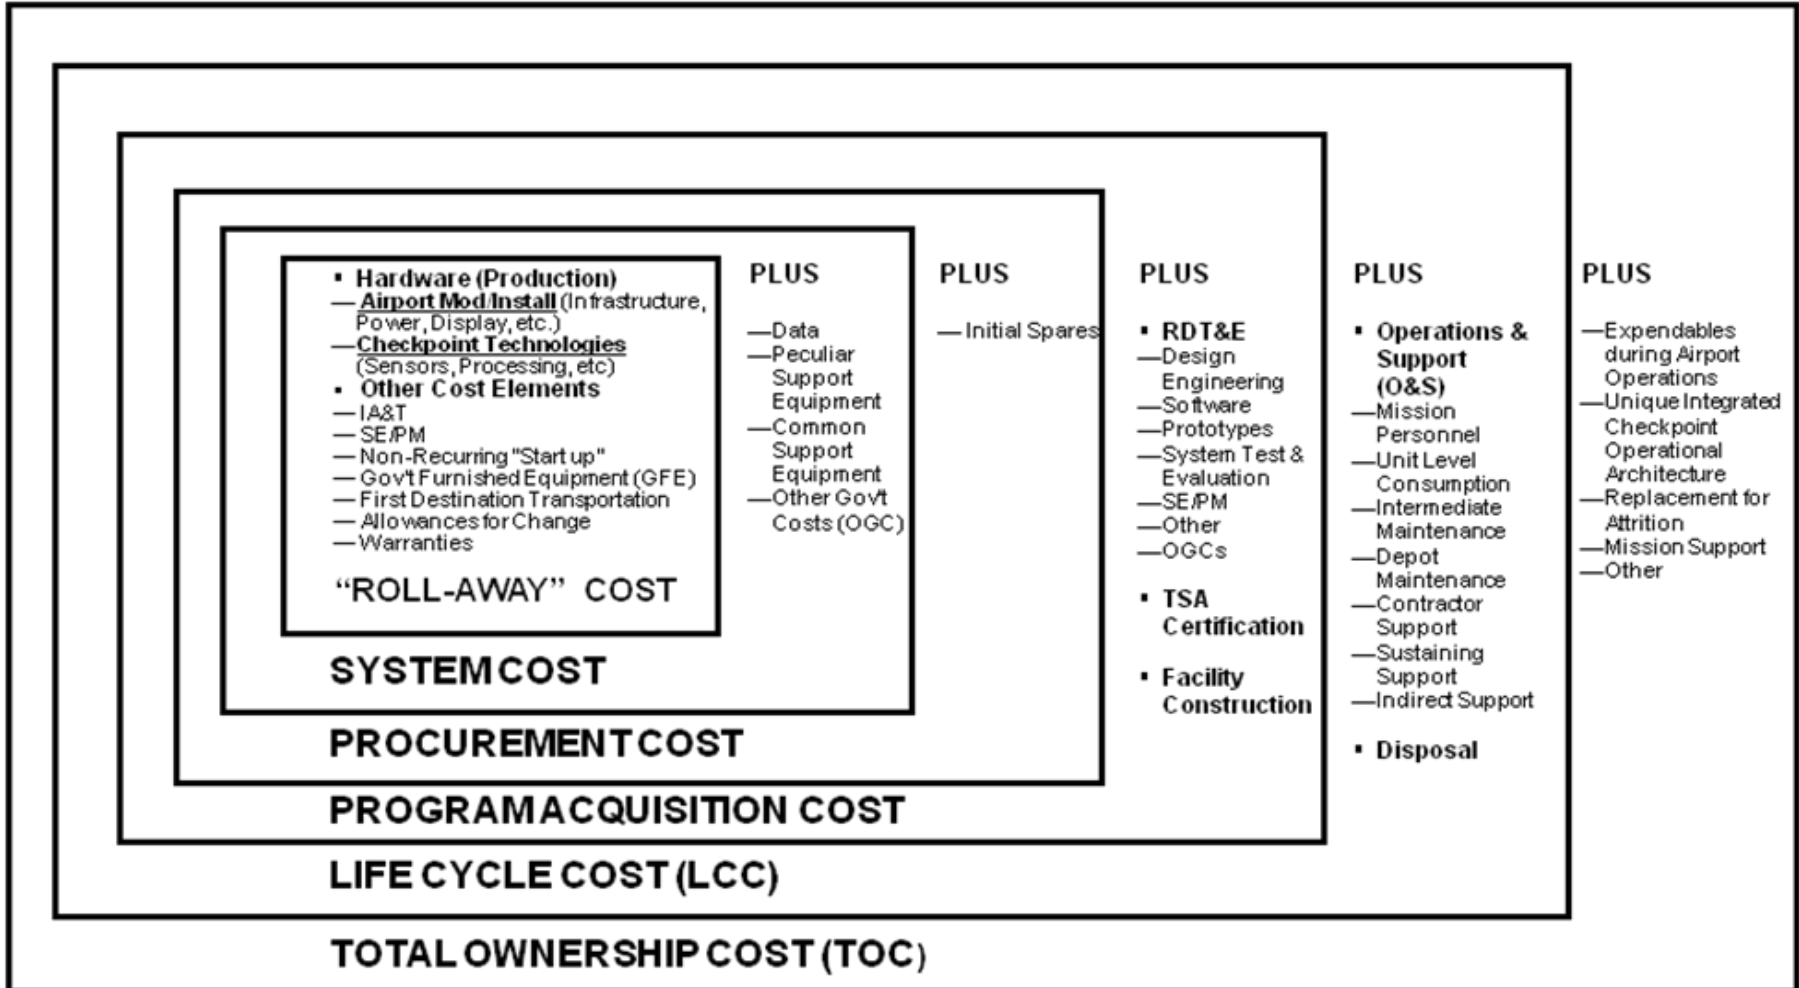 ▪ Hardware (Production)
— Airport Mod/Install (Infrastructure,
Power, Display, etc.)
— Checkpoint Technologies
(Sensors, Processing, etc)
▪ Other Cost Elements
— IA&T
— SE/PM
— Non-Recurring "Start up"
— Gov't Furnished Equipment (GFE)
— First Destination Transportation
— Allowances for Change
— Warranties
“ROLL-AWAY” COST
PLUS
— Data
— Peculiar
Support
Equipment
— Common
Support
Equipment
— Other Gov't
Costs (OGC)
SYSTEM COST
PLUS
— Initial Spares
PROCUREMENT COST
PLUS
▪ RDT&E
— Design
Engineering
— Software
— Prototypes
— System Test &
Evaluation
— SE/PM
— Other
— OGCs
▪ TSA
Certification
▪ Facility
Construction
PROGRAM ACQUISITION COST
PLUS
▪ Operations &
Support
(O&S)
— Mission
Personnel
— Unit Level
Consumption
— Intermediate
Maintenance
— Depot
Maintenance
— Contractor
Support
— Sustaining
Support
— Indirect Support
▪ Disposal
LIFE CYCLE COST (LCC)
PLUS
— Expendables
during Airport
Operations
— Unique Integrated
Checkpoint
Operational
Architecture
— Replacement for
Attrition
— Mission Support
— Other
TOTAL OWNERSHIP COST (TOC)